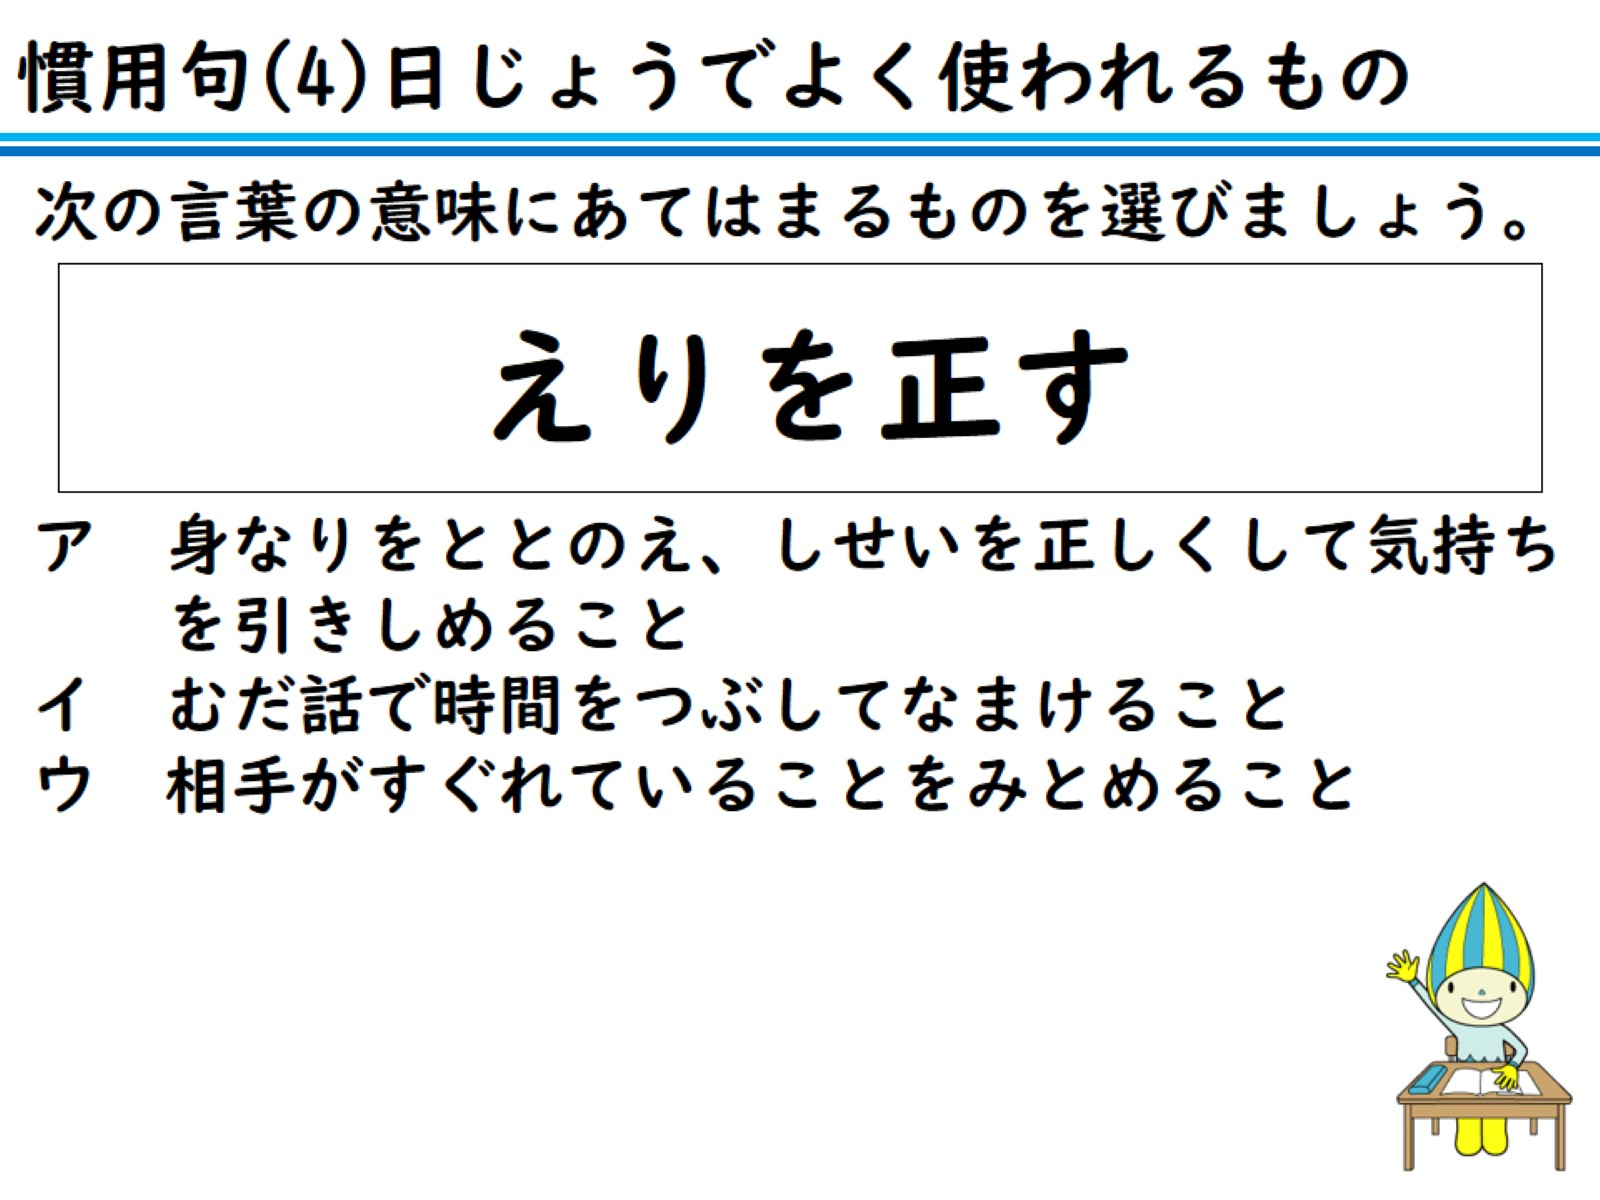 慣用句(4)日じょうでよく使われるもの
次の言葉の意味にあてはまるものを選びましょう。
えりを正す
ア　身なりをととのえ、しせいを正しくして気持ち
を引きしめること
イ　むだ話で時間をつぶしてなまけること
ウ　相手がすぐれていることをみとめること